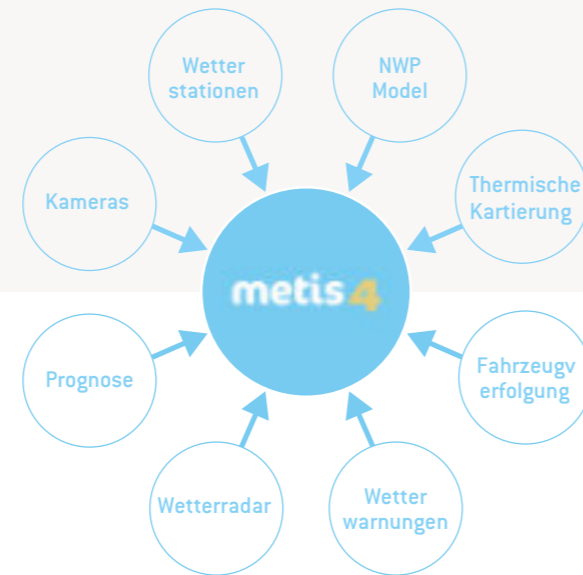 Wetter
stationen
NWP
Model
Kameras
Thermische
Kartierung
metis4
Prognose
Fahrzeugv
erfolgung
Wetterradar
Wetter
warnungen